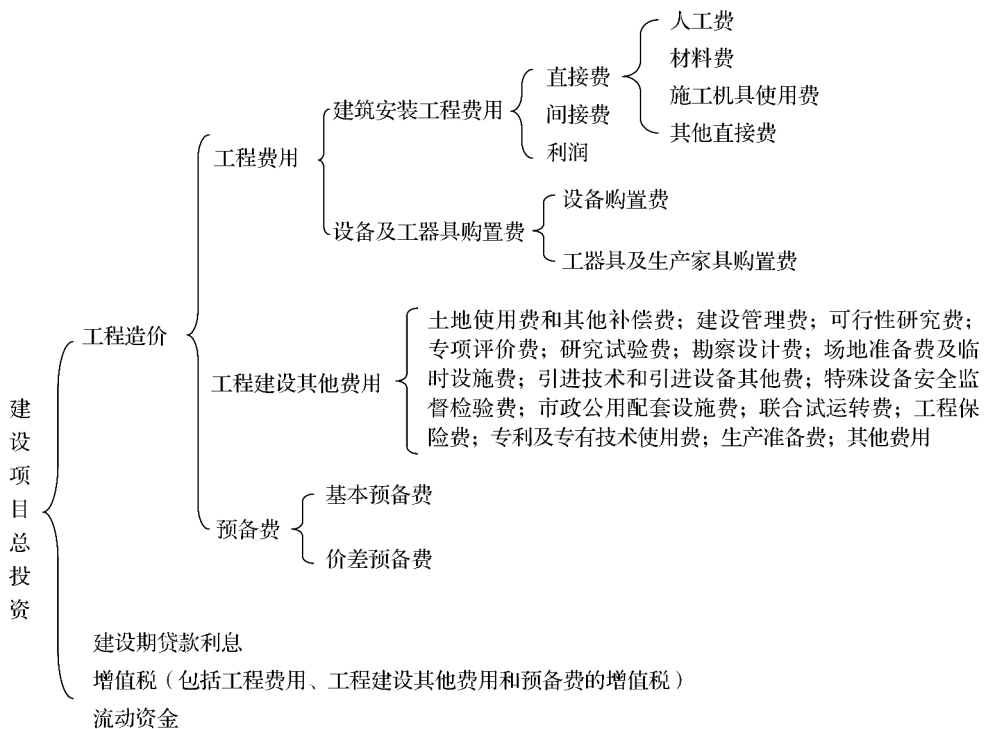 建设项目总投资
工程造价
工程费用
建筑安装工程费用
直接费
人工费
材料费
施工机具使用费
其他直接费
间接费
利润
设备及工器具购置费
设备购置费
工器具及生产家具购置费
工程建设其他费用
土地使用费和其他补偿费；建设管理费；可行性研究费；
专项评价费；研究试验费；勘察设计费；场地准备费及临
时设施费；引进技术和引进设备其他费；特殊设备安全监
督检验费；市政公用配套设施费；联合试运转费；工程保
险费；专利及专有技术使用费；生产准备费；其他费用
预备费
基本预备费
价差预备费
建设期贷款利息
增值税（包括工程费用、工程建设其他费用和预备费的增值税）
流动资金